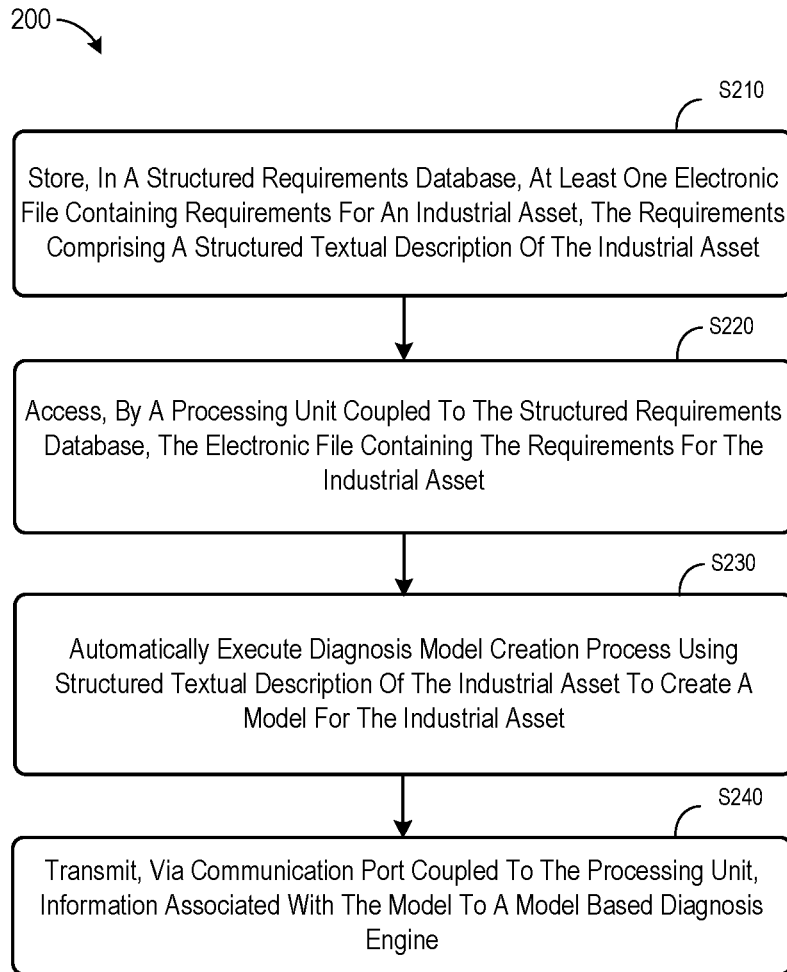 200
S210
Store, In A Structured Requirements Database, At Least One Electronic
File Containing Requirements For An Industrial Asset, The Requirements
Comprising A Structured Textual Description Of The Industrial Asset
S220
Access, By A Processing Unit Coupled To The Structured Requirements
Database, The Electronic File Containing The Requirements For The
Industrial Asset
S230
Automatically Execute Diagnosis Model Creation Process Using
Structured Textual Description Of The Industrial Asset To Create A
Model For The Industrial Asset
S240
Transmit, Via Communication Port Coupled To The Processing Unit,
Information Associated With The Model To A Model Based Diagnosis
Engine